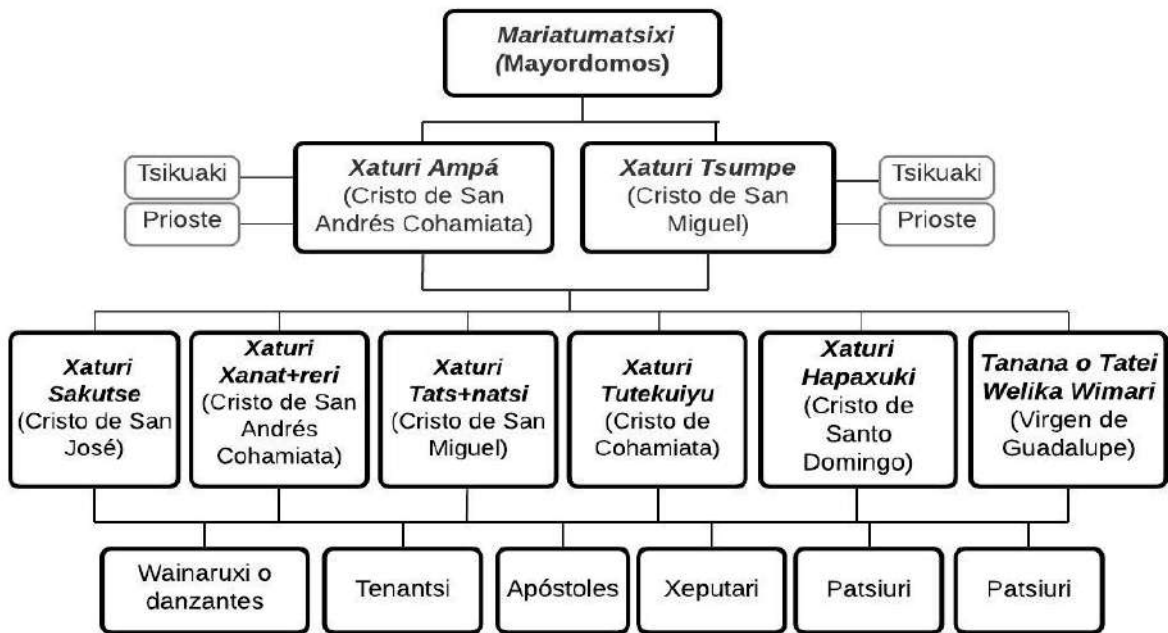 Mariatumatsixi
(Mayordomos)
Tsikuaki
Prioste
Xaturi Ampá
(Cristo de San
Andrés Cohamiata)
Xaturi Tsumpe
(Cristo de San
Miguel)
Tsikuaki
Prioste
Xaturi
Sakutse
(Cristo de San
José)
Xaturi
Xanat+reri
(Cristo de San
Andrés
Cohamiata)
Xaturi
Tats+natsi
(Cristo de San
Miguel)
Xaturi
Tutekuiyu
(Cristo de
Cohamiata)
Xaturi
Hapaxuki
(Cristo de
Santo
Domingo)
Tanana o Tatei
Welika Wimari
(Virgen de
Guadalupe)
Wainaruxi o
danzantes
Tenantsi
Apóstoles
Xeputari
Patsiuri
Patsiuri